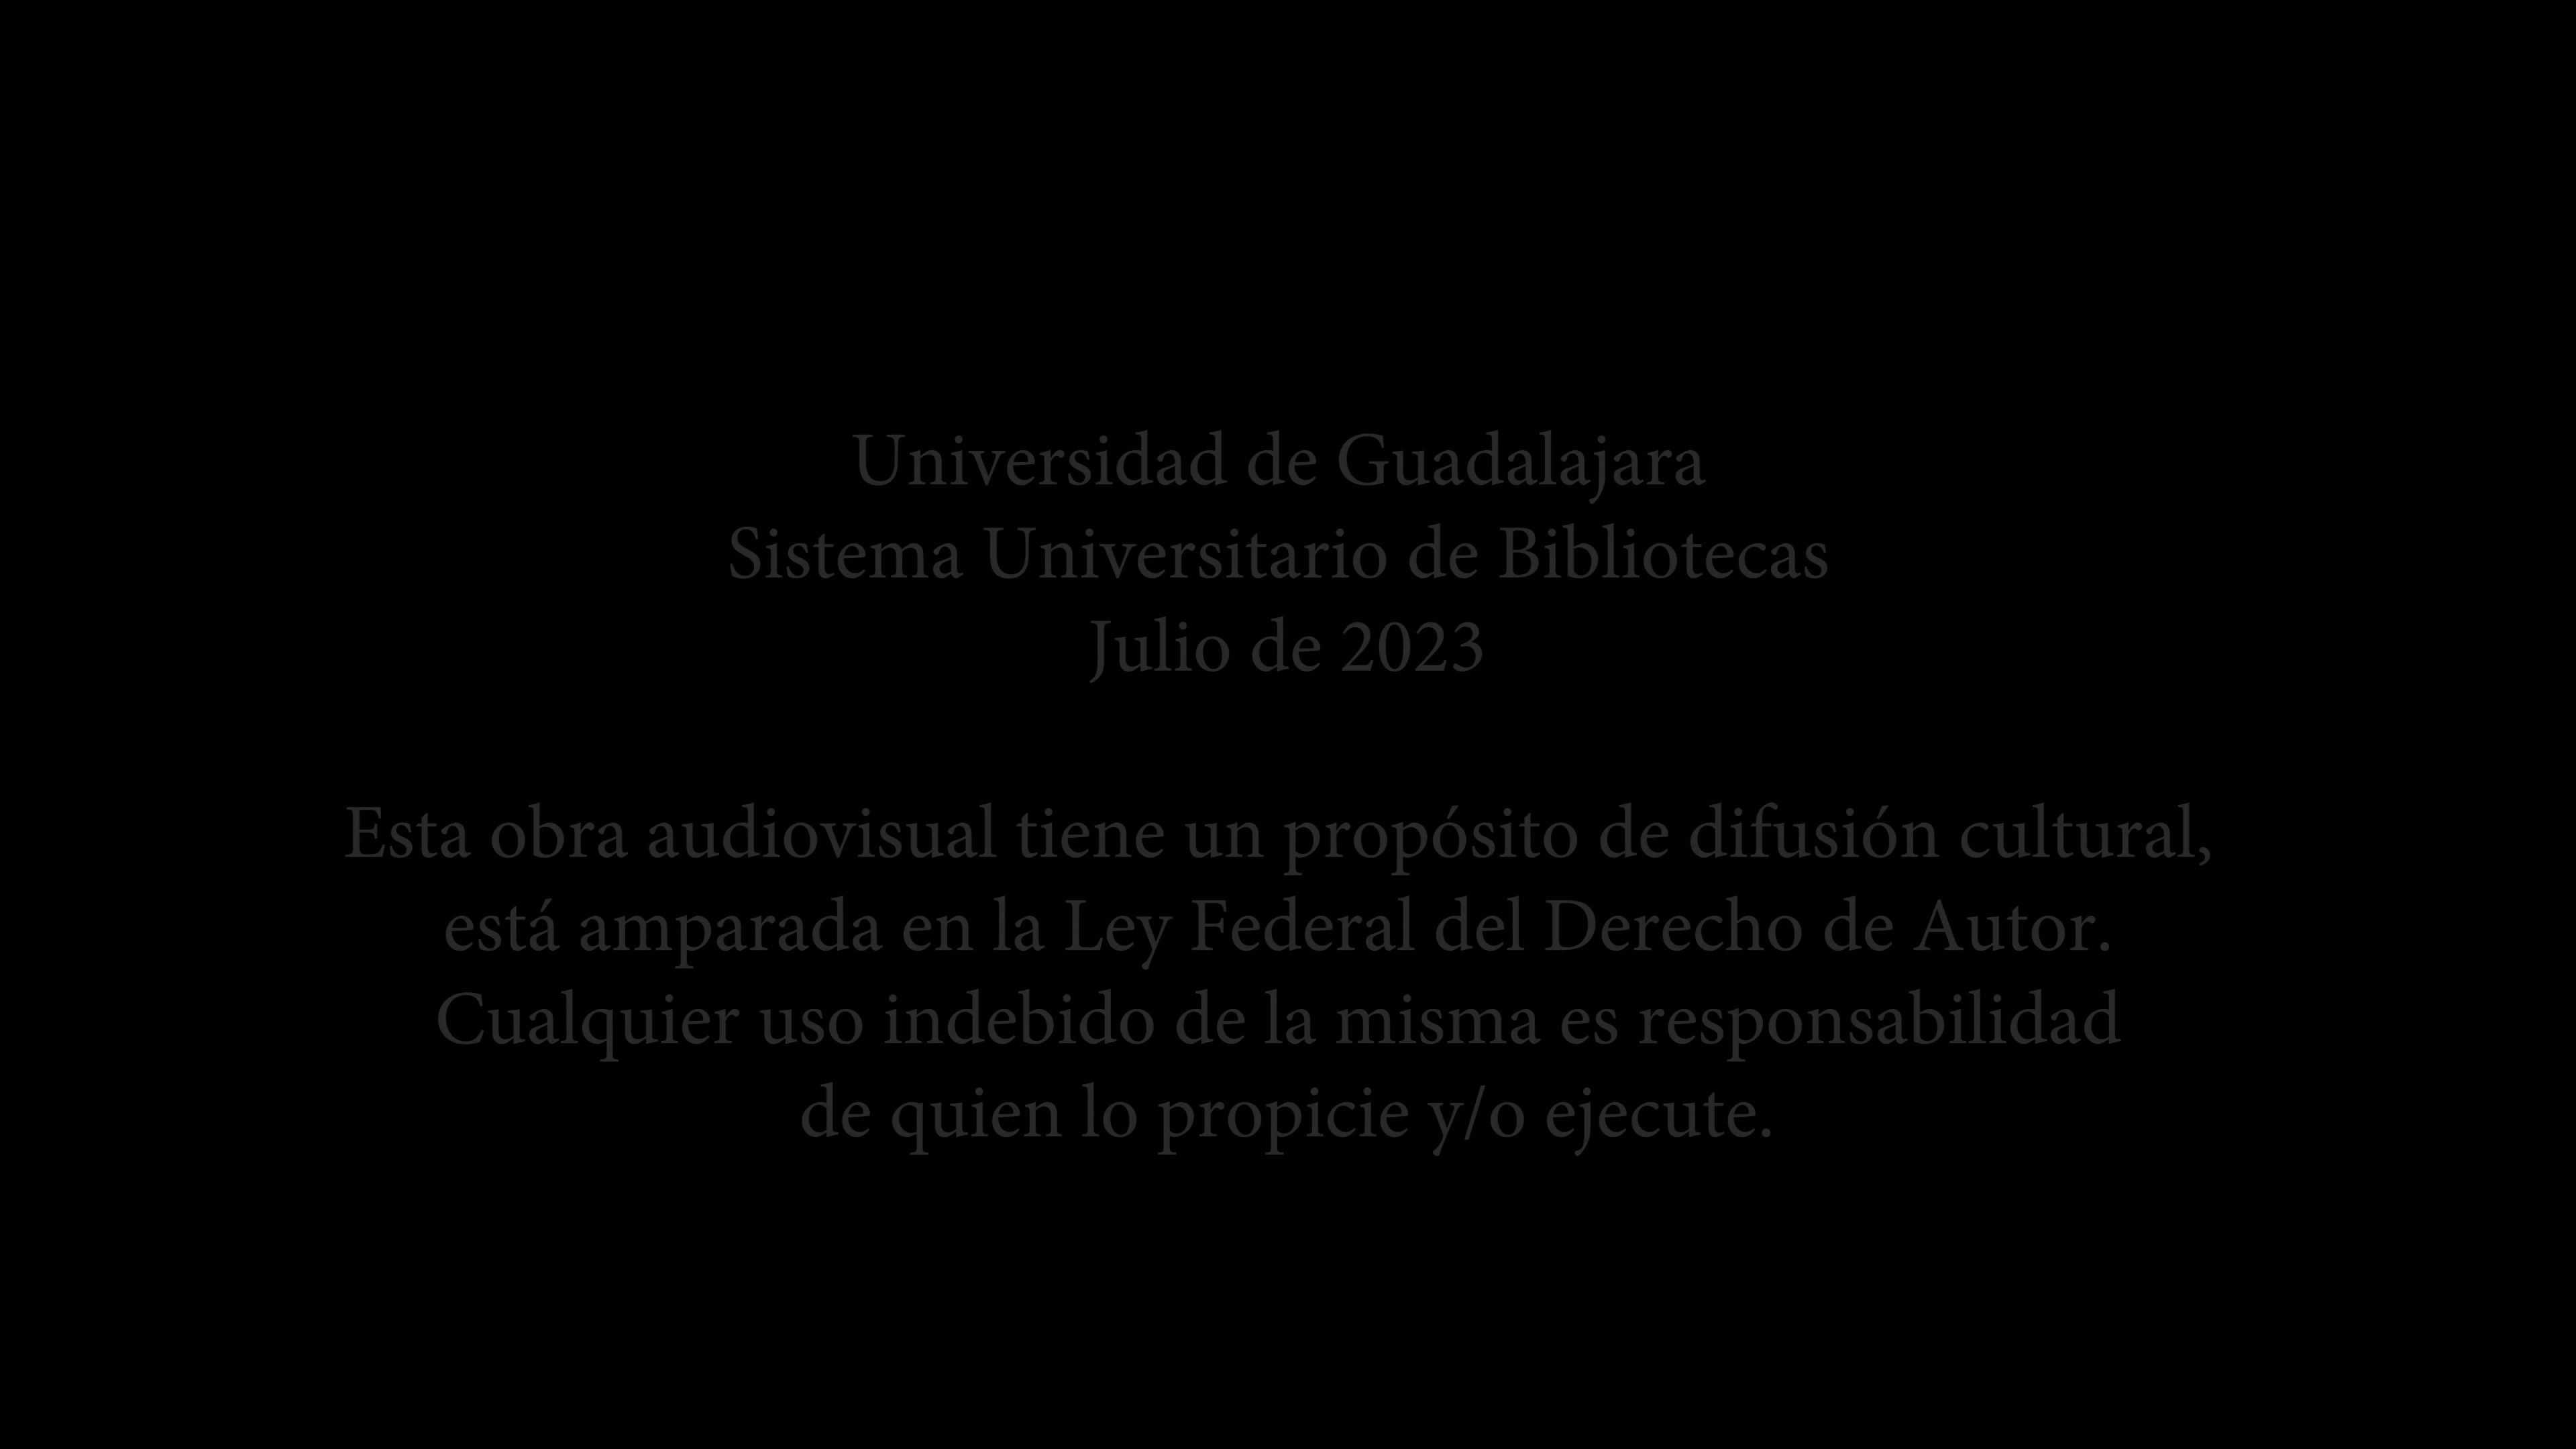 Universidad de Guadalajara
Sistema Universitario de Bibliotecas
Julio de 2023
Esta obra audiovisual tiene un propósito de difusión cultural,
está amparada en la Ley Federal del Derecho de Autor.
Cualquier uso indebido de la misma es responsabilidad
de quien lo propicie y/o ejecute.